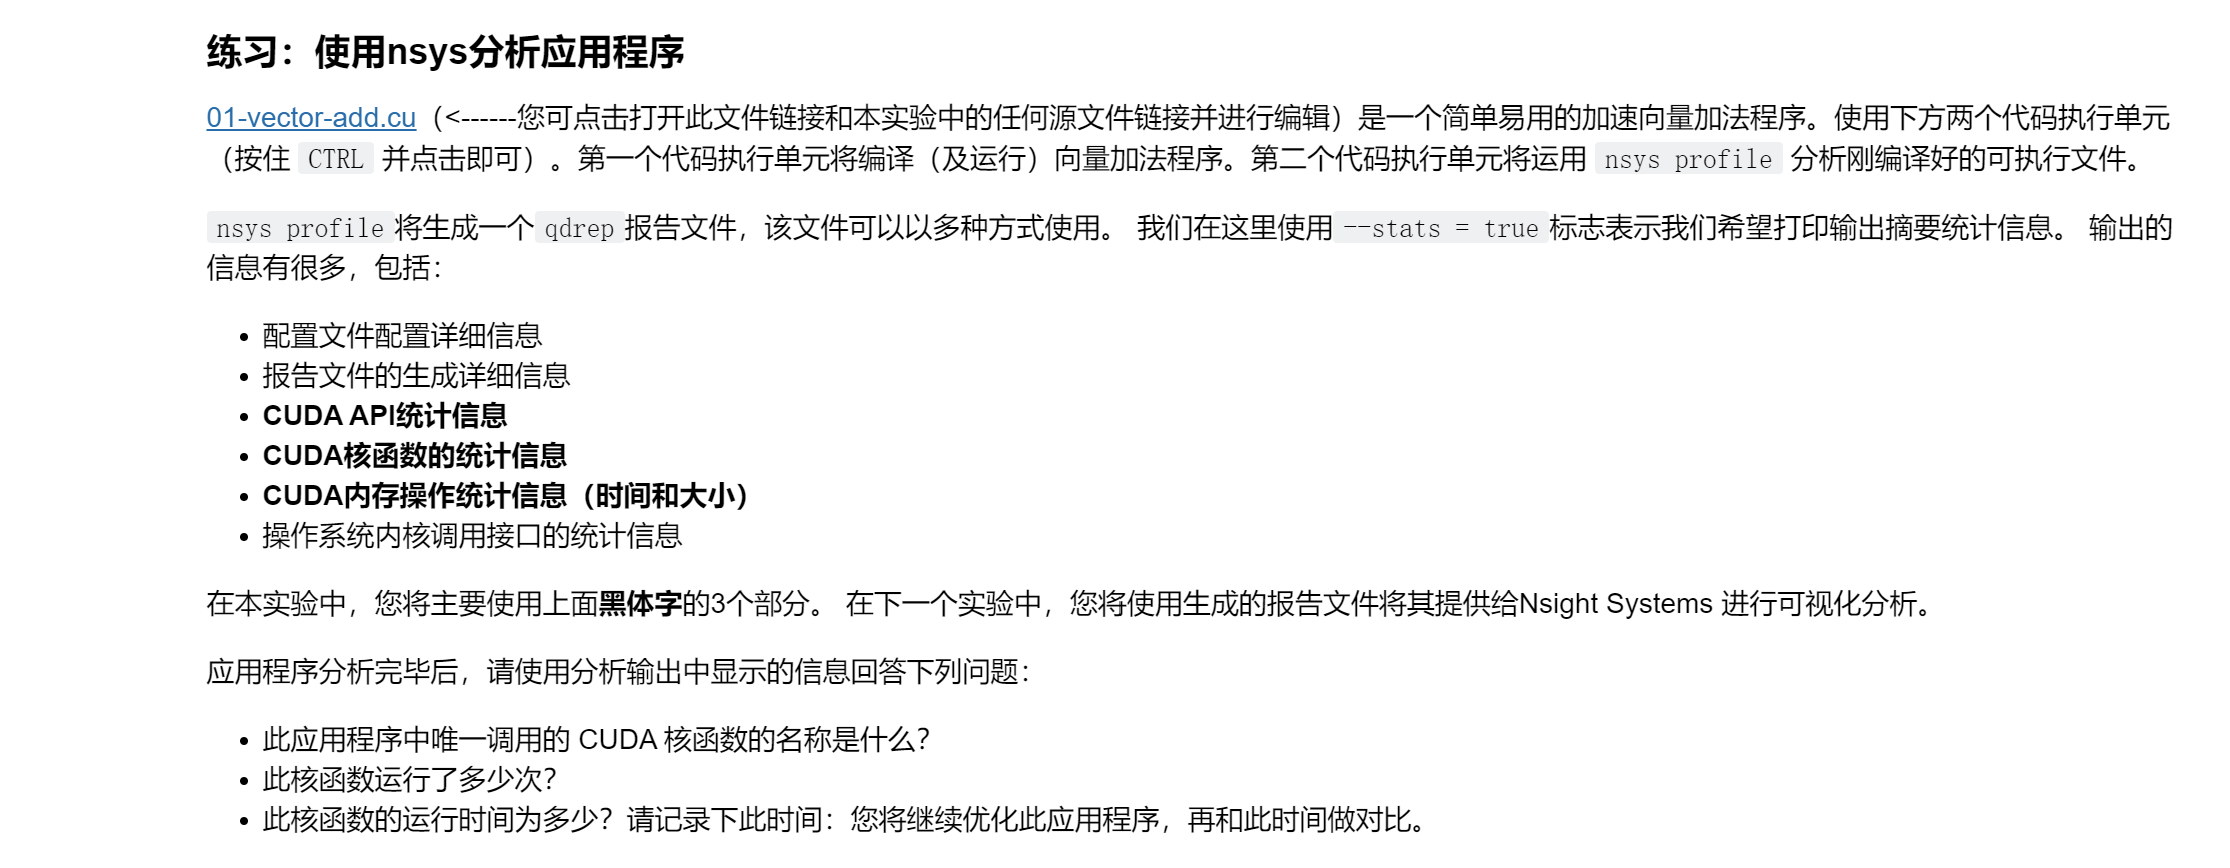 练习：使用nsys分析应用程序
01-vector-add.cu（<------您可点击打开此文件链接和本实验中的任何源文件链接并进行编辑）是一个简单易用的加速向量加法程序。使用下方两个代码执行单元
（按住 CTRL 并点击即可）。第一个代码执行单元将编译（及运行）向量加法程序。第二个代码执行单元将运用 nsys profile 分析刚编译好的可执行文件。
nsys profile将生成一个qdrep报告文件，该文件可以以多种方式使用。 我们在这里使用--stats = true标志表示我们希望打印输出摘要统计信息。 输出的
信息有很多，包括：
• 配置文件配置详细信息
• 报告文件的生成详细信息
• CUDA API统计信息
• CUDA核函数的统计信息
• CUDA内存操作统计信息（时间和大小）
• 操作系统内核调用接口的统计信息
在本实验中，您将主要使用上面黑体字的3个部分。 在下一个实验中，您将使用生成的报告文件将其提供给Nsight Systems 进行可视化分析。
应用程序分析完毕后，请使用分析输出中显示的信息回答下列问题：
• 此应用程序中唯一调用的 CUDA 核函数的名称是什么？
• 此核函数运行了多少次？
• 此核函数的运行时间为多少？请记录下此时间：您将继续优化此应用程序，再和此时间做对比。